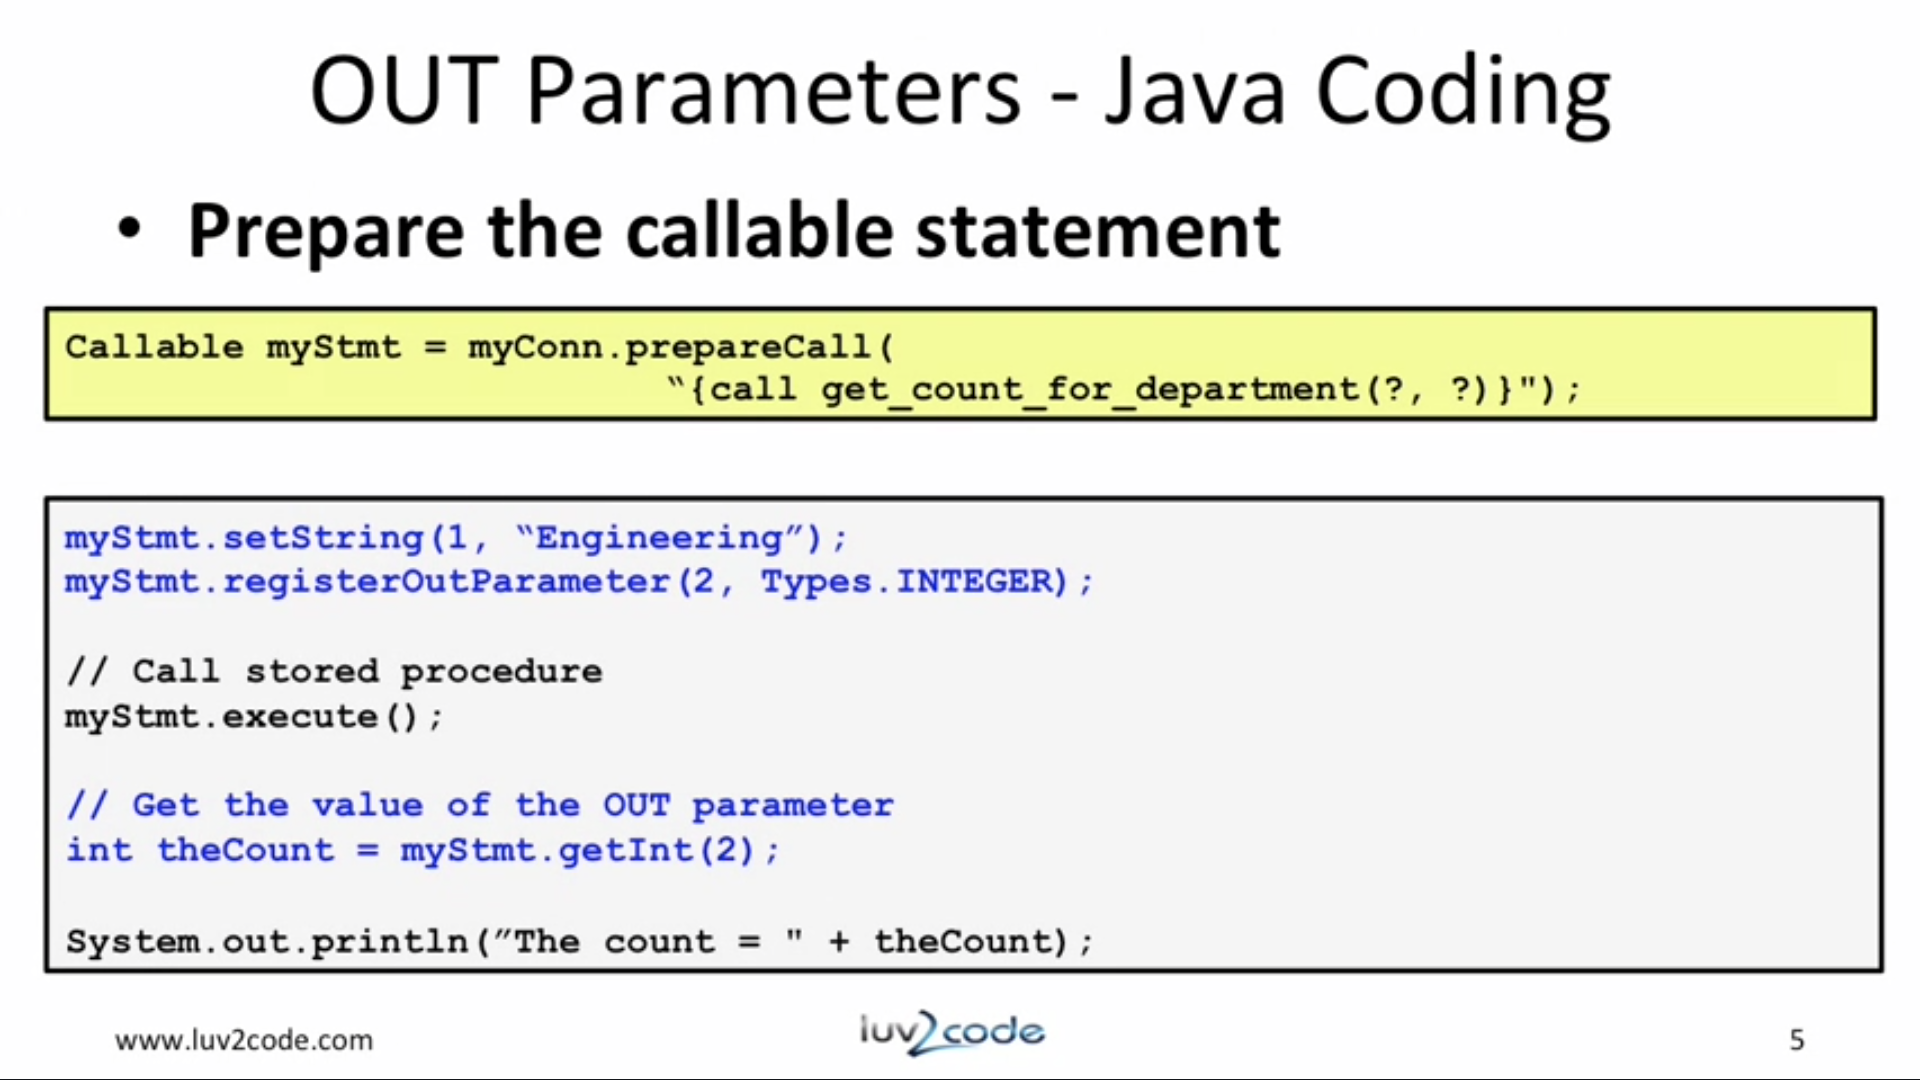 OUT Parameters - Java Coding
• Prepare the callable statement
Callable myStmt = myConn.prepareCall(
“{call get_count_for_department(?, ?)}");
myStmt.setString(1, “Engineering”);
myStmt.registerOutParameter(2, Types.INTEGER);
// Call stored procedure
myStmt.execute();
// Get the value of the OUT parameter
int theCount = myStmt.getInt(2);
System.out.println(”The count = " + theCount);
www.luv2code.com
luv2code
5